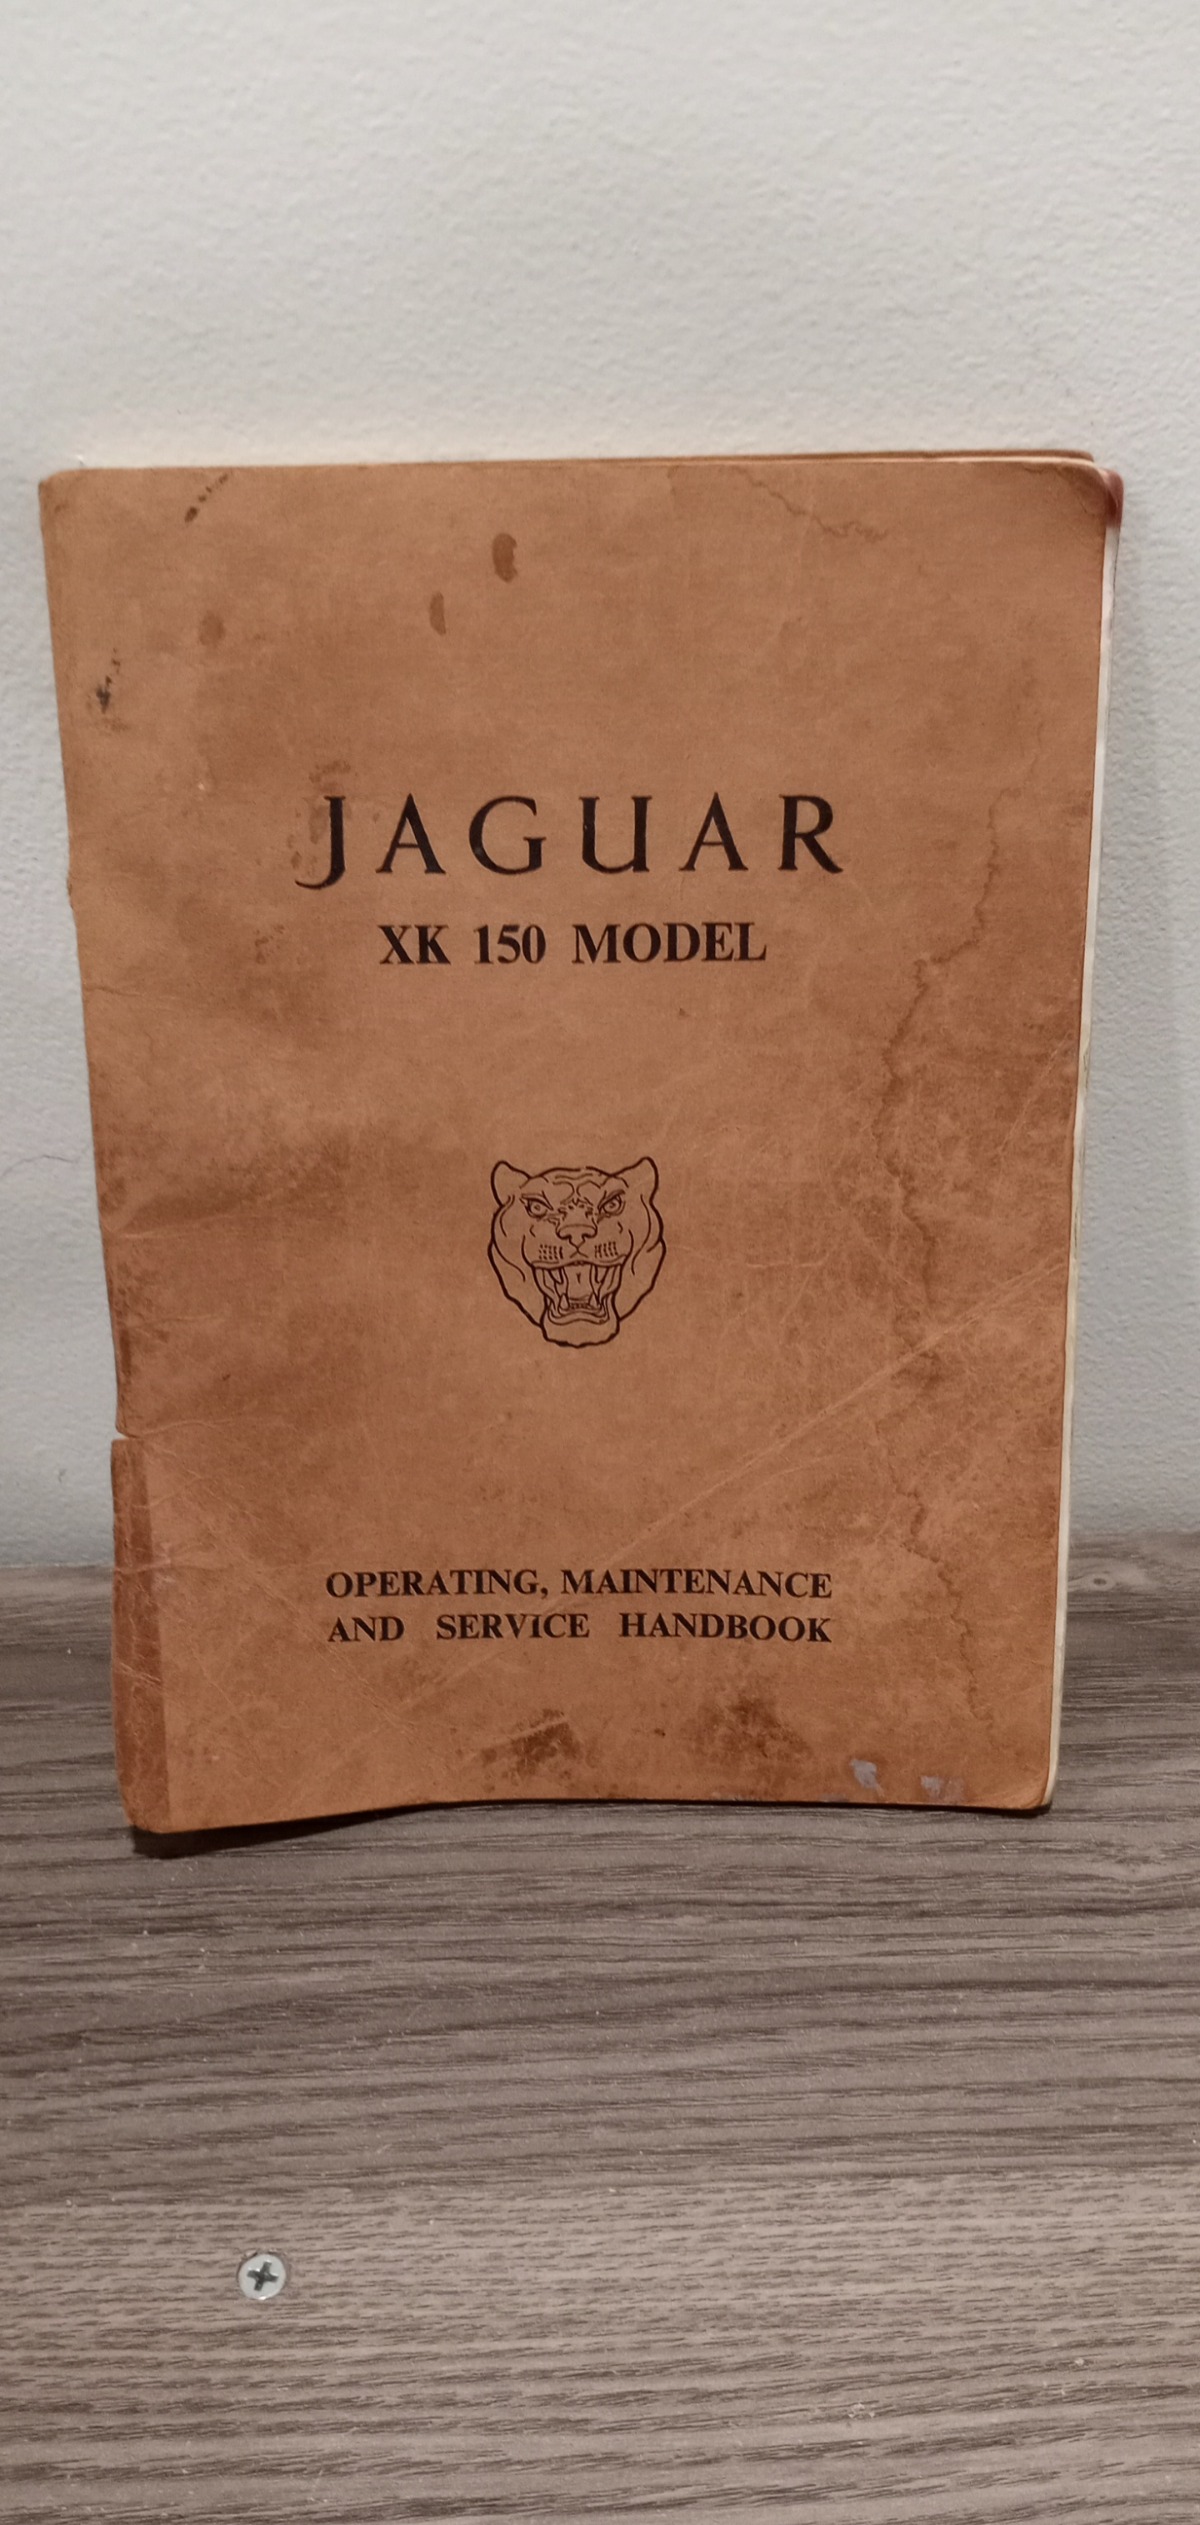 JAGUAR
XK 150 MODEL
OPERATING, MAINTENANCE
AND SERVICE HANDBOOK